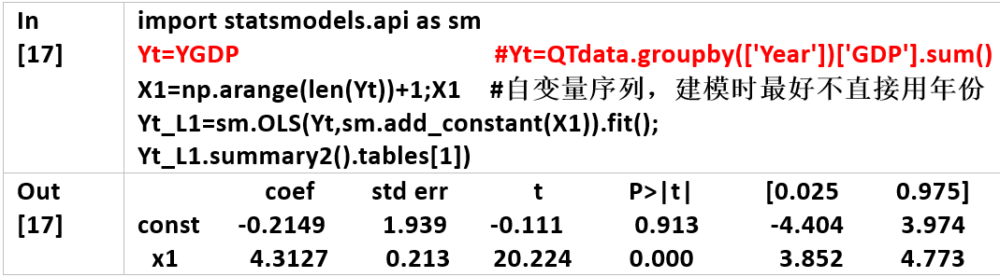 In import statsmodels.api as sm
[17] Yt=YGDP #Yt=QTdata.groupby(['Year'])['GDP'].sum()
X1=np.arange(len(Yt))+1;X1 #自变量序列，建模时最好不直接用年份
Yt_L1=sm.OLS(Yt,sm.add_constant(X1)).fit();
Yt_L1.summary2().tables[1])
Out coef std err t P>|t| [0.025 0.975]
[17] const -0.2149 1.939 -0.111 0.913 -4.404 3.974
x1 4.3127 0.213 20.224 0.000 3.852 4.773